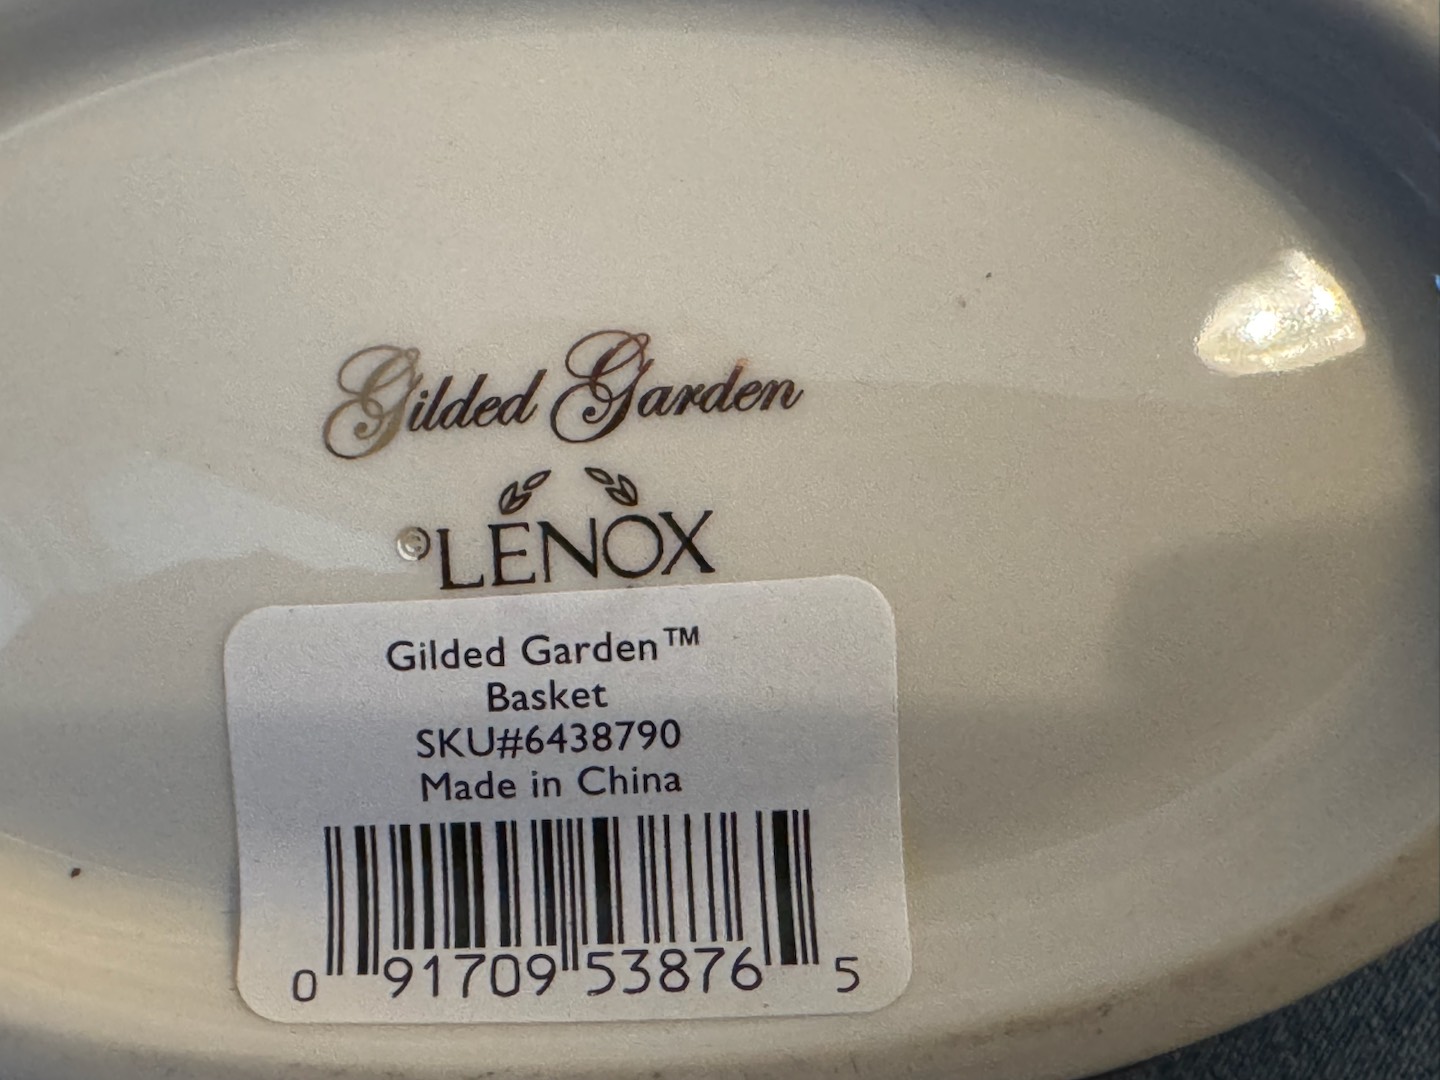 Gilded Garden
©LENOX
Gilded Garden™
Basket
SKU#6438790
Made in China
0 91709 53876 5